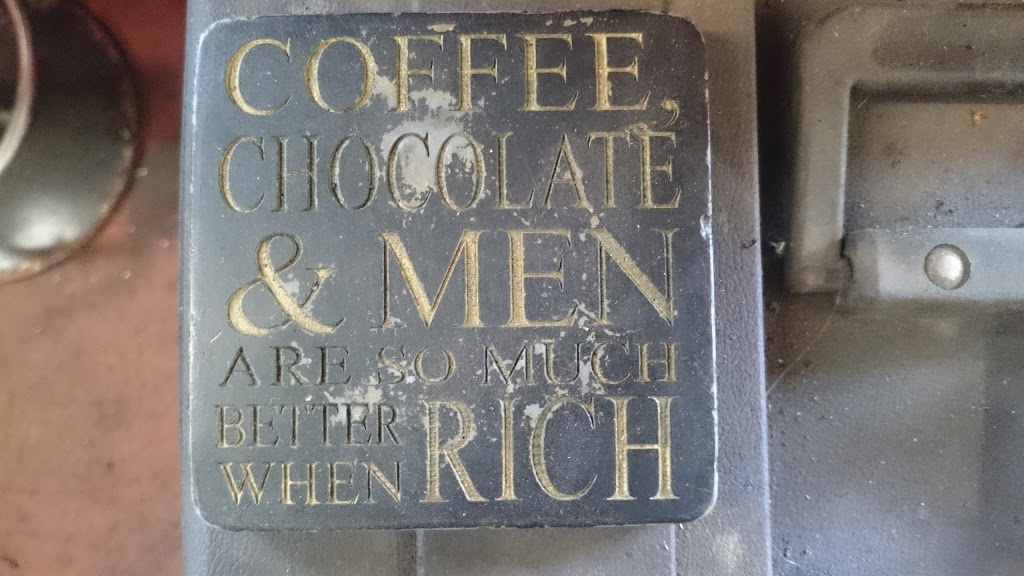 COFFEE,
CHOCOLATE
& MEN
ARE SO MUCH
BETTER
WHEN RICH